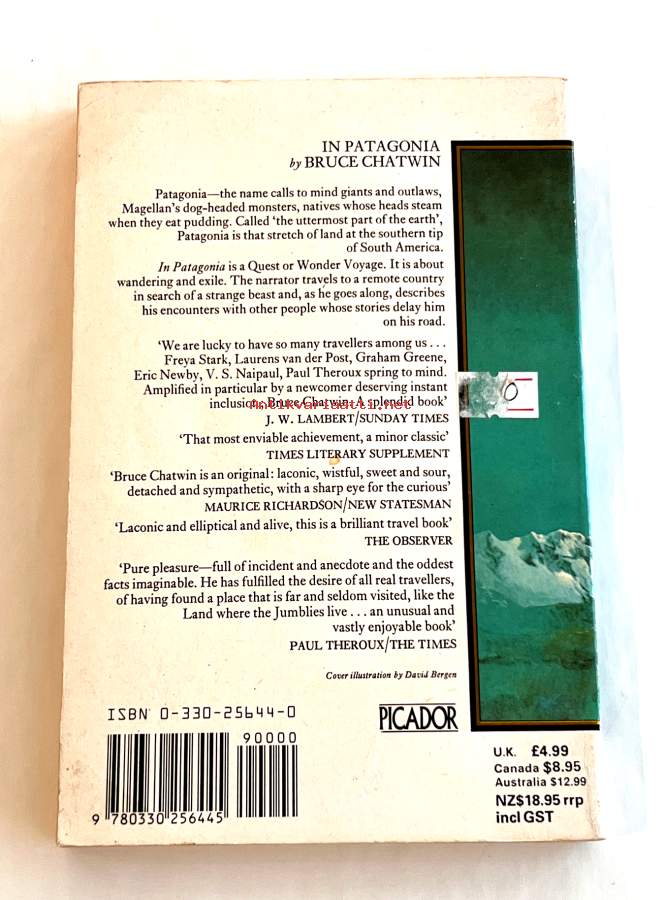 IN PATAGONIA
by BRUCE CHATWIN
Patagonia—the name calls to mind giants and outlaws,
Magellan's dog-headed monsters, natives whose heads steam
when they eat pudding. Called 'the uttermost part of the earth',
Patagonia is that stretch of land at the southern tip
of South America.
In Patagonia is a Quest or Wonder Voyage. It is about
wandering and exile. The narrator travels to a remote country
in search of a strange beast and, as he goes along, describes
his encounters with other people whose stories delay him
on his road.
'We are lucky to have so many travellers among us . . .
Freya Stark, Laurens van der Post, Graham Greene,
Eric Newby, V. S. Naipaul, Paul Theroux spring to mind.
Amplified in particular by a newcomer deserving instant
inclusion, Bruce Chatwin. A splendid book'
Antikvariaatti.net
J. W. LAMBERT/SUNDAY TIMES
'That most enviable achievement, a minor classic'
TIMES LITERARY SUPPLEMENT
'Bruce Chatwin is an original: laconic, wistful, sweet and sour,
detached and sympathetic, with a sharp eye for the curious'
MAURICE RICHARDSON/NEW STATESMAN
'Laconic and elliptical and alive, this is a brilliant travel book'
THE OBSERVER
'Pure pleasure—full of incident and anecdote and the oddest
facts imaginable. He has fulfilled the desire of all real travellers,
of having found a place that is far and seldom visited, like the
Land where the Jumblies live . . . an unusual and
vastly enjoyable book'
PAUL THEROUX/THE TIMES
Cover illustration by David Bergen
ISBN 0-330-25644-0
90000
9 780330 256445
PICADOR
U.K. £4.99
Canada $8.95
Australia $12.99
NZ$18.95 rrp
incl GST